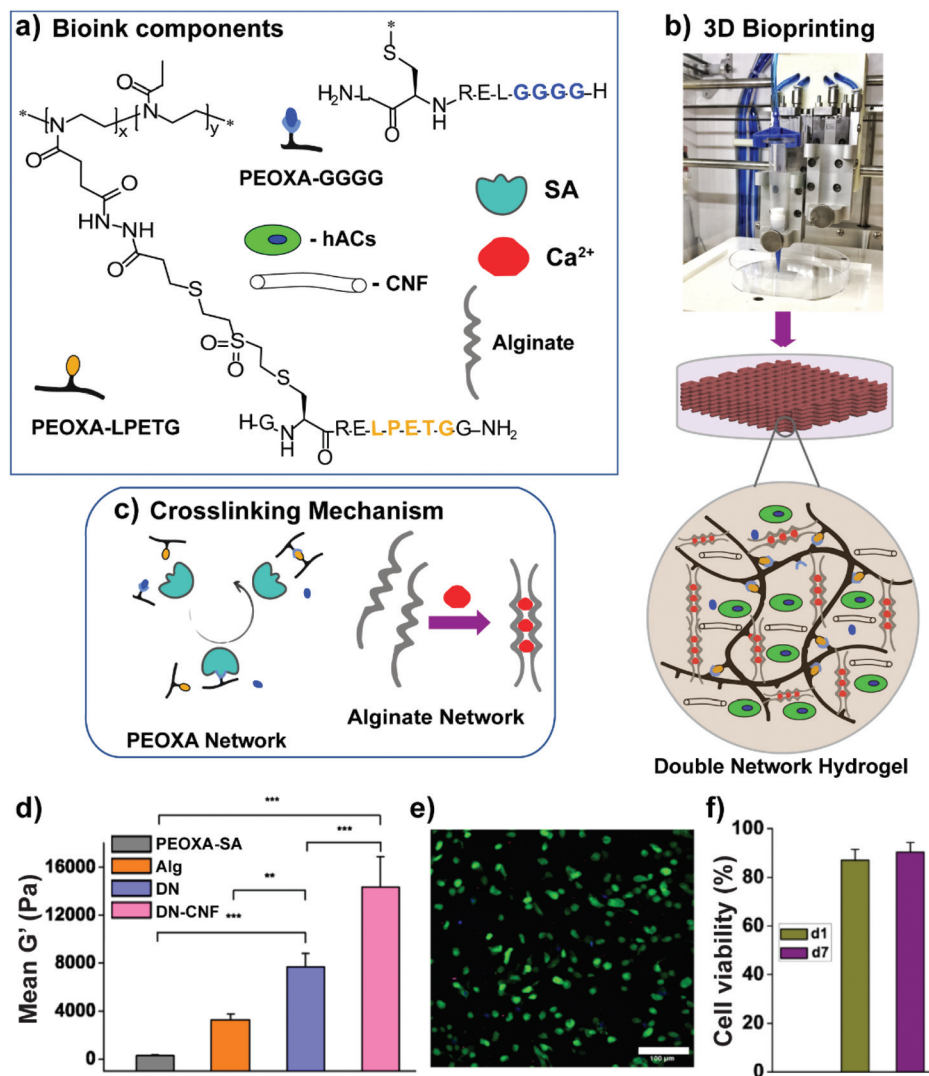 a) Bioink components
*
N
x
N
y
*
O
O
O
HN-NH
O
S
O
S
O
S
H-G
N
H
O
R-E-L-P-E-T-G-G-NH2
*
S
H2N-L
O
N
H
R-E-L-G-G-G-G-H
PEOXA-GGGG
SA
- hACs
Ca2+
- CNF
Alginate
PEOXA-LPETG
b) 3D Bioprinting
Double Network Hydrogel
c) Crosslinking Mechanism
PEOXA Network
Alginate Network
d)
Mean G' (Pa)
16000
12000
8000
4000
0
PEOXA-SA
Alg
DN
DN-CNF
***
***
**
***
e)
100 µm
f)
Cell viability (%)
100
80
60
40
20
0
d1
d7